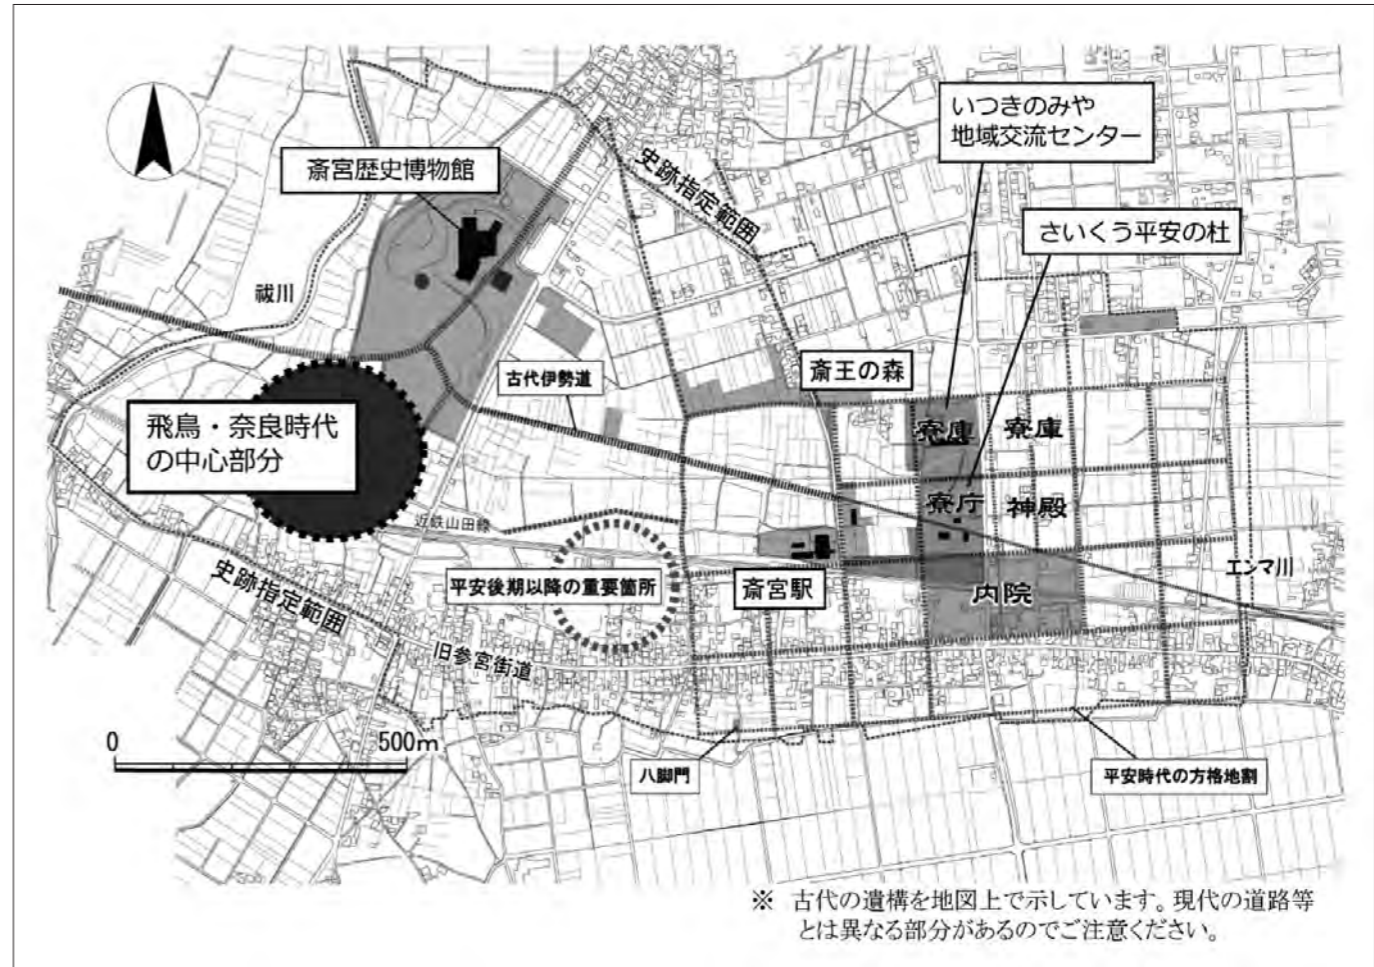 いつきのみや
地域交流センター
斎宮歴史博物館
史跡指定範囲
さいくう平安の杜
祓川
古代伊勢道
斎王の森
飛鳥・奈良時代
の中心部分
寮庫
寮庫
寮庁
神殿
近鉄山田線
平安後期以降の重要箇所
斎宮駅
内院
エンマ川
史跡指定範囲
旧参宮街道
0
500m
八脚門
平安時代の方格地割
※ 古代の遺構を地図上で示しています。現代の道路等
とは異なる部分があるのでご注意ください。